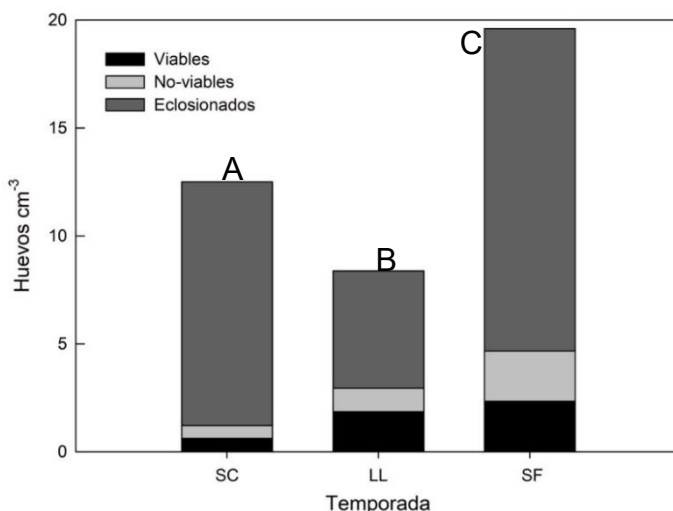 20
15
10
5
0
Huevos cm-3
Viables
No-viables
Eclosionados
A
B
C
SC
LL
SF
Temporada